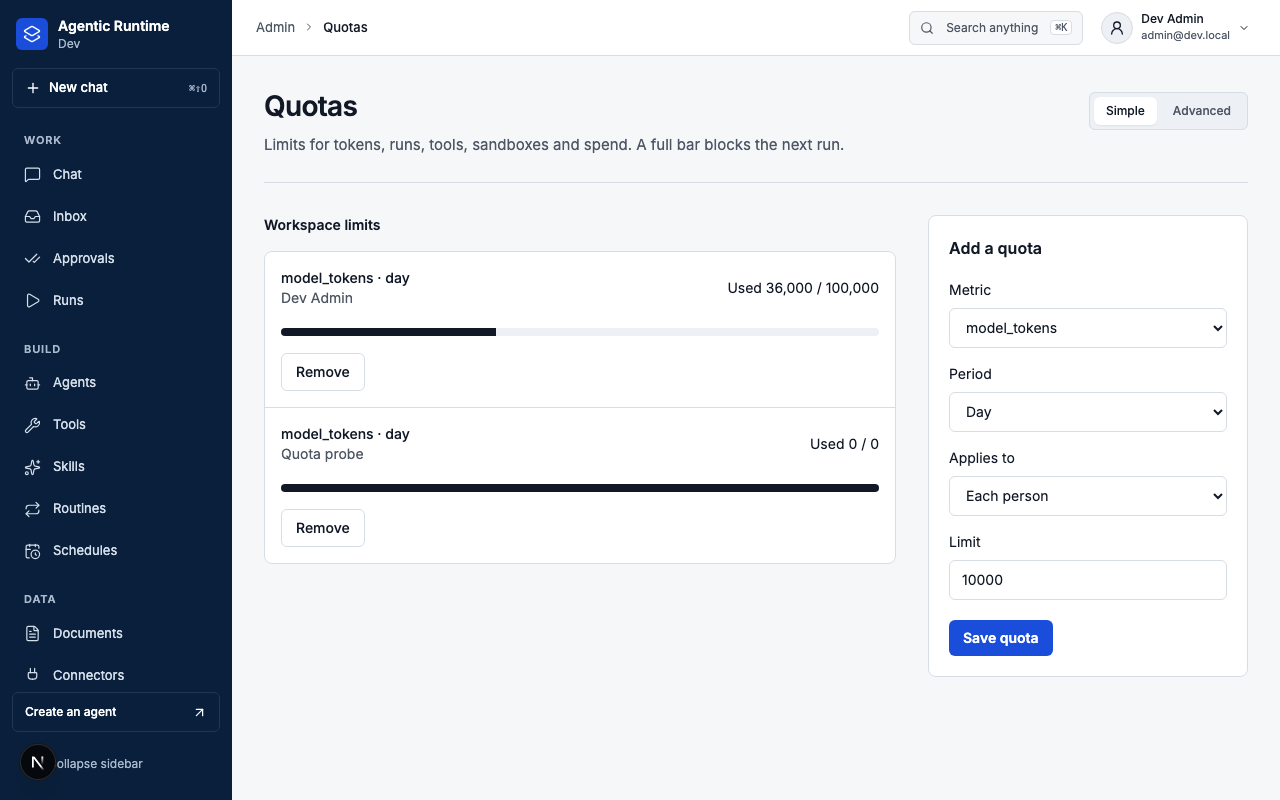 Agentic Runtime
Dev
New chat ⌘⇧O
WORK
Chat
Inbox
Approvals
Runs
BUILD
Agents
Tools
Skills
Routines
Schedules
DATA
Documents
Connectors
Create an agent
N
ollapse sidebar
Admin > Quotas
Search anything ⌘K
Dev Admin
admin@dev.local
Quotas
Simple Advanced
Limits for tokens, runs, tools, sandboxes and spend. A full bar blocks the next run.
Workspace limits
model_tokens · day
Dev Admin
Used 36,000 / 100,000
Remove
model_tokens · day
Quota probe
Used 0 / 0
Remove
Add a quota
Metric
model_tokens
Period
Day
Applies to
Each person
Limit
10000
Save quota